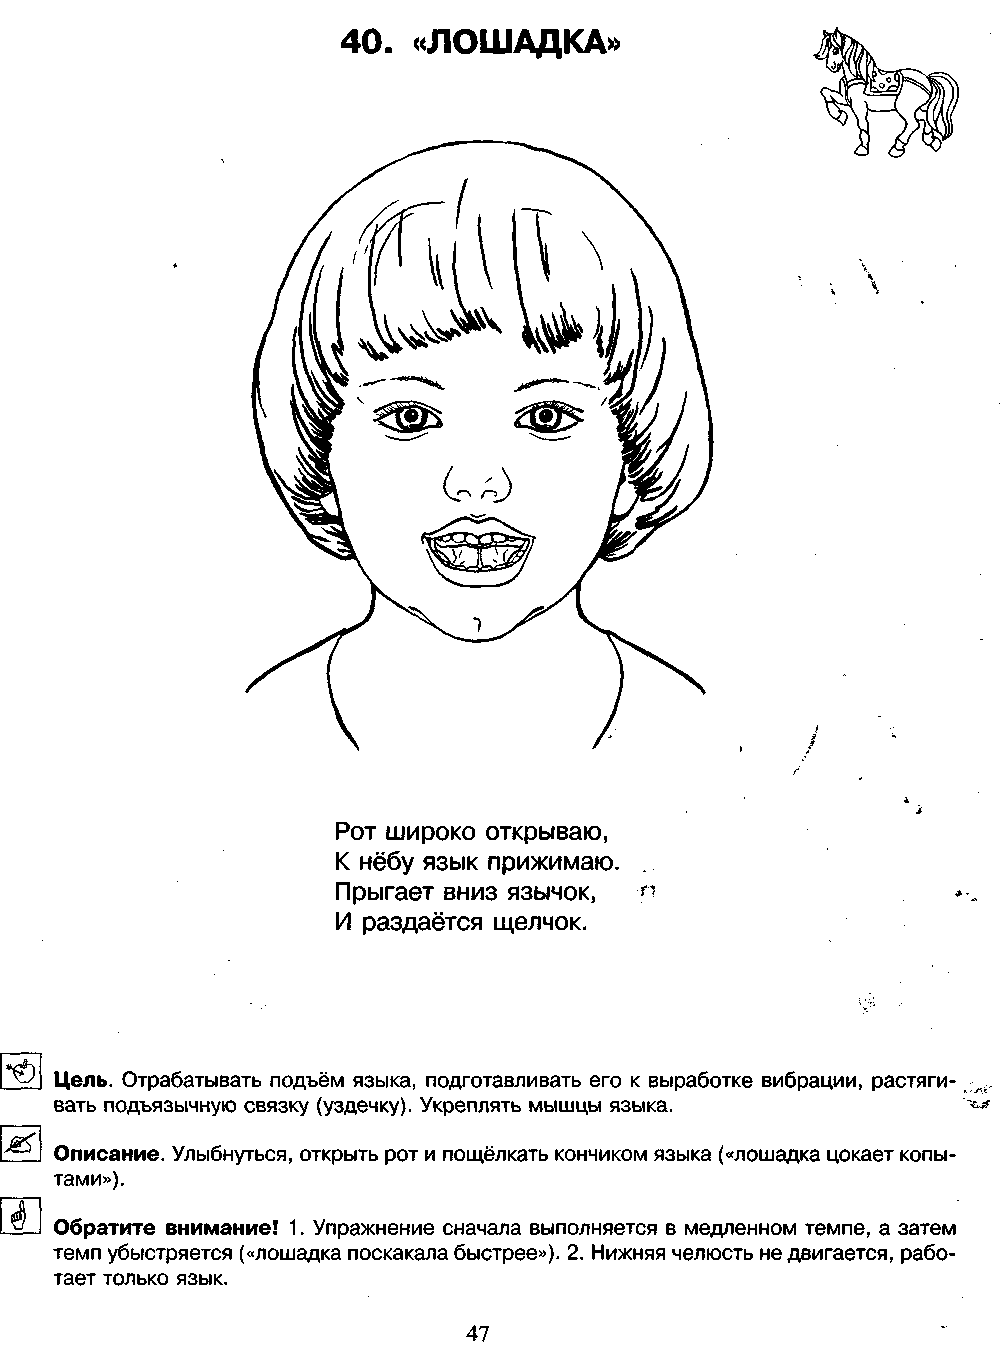 40. «ЛОШАДКА»
Рот широко открываю,
К нёбу язык прижимаю.
Прыгает вниз язычок,
И раздаётся щелчок.
Цель. Отрабатывать подъём языка, подготавливать его к выработке вибрации, растяги-
вать подъязычную связку (уздечку). Укреплять мышцы языка.
Описание. Улыбнуться, открыть рот и пощёлкать кончиком языка («лошадка цокает копы-
тами»).
Обратите внимание! 1. Упражнение сначала выполняется в медленном темпе, а затем
темп убыстряется («лошадка поскакала быстрее»). 2. Нижняя челюсть не двигается, рабо-
тает только язык.
47